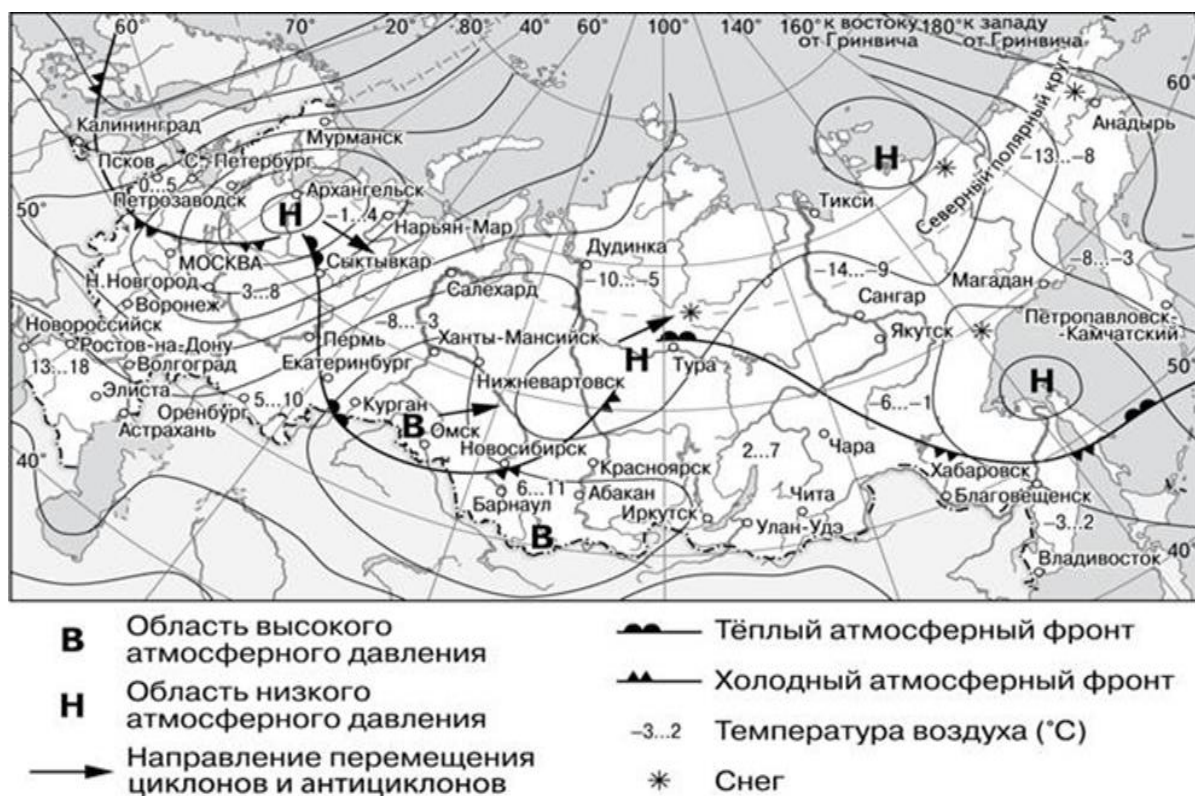 60° 70° 80° 20° 40° 60° 80° 100° 120° 140° 160° к востоку 180° к западу
от Гринвича от Гринвича
60°
Калининград
Мурманск
Анадырь
Северный полярный круг
Псков С.-Петербург
Н
–13...–8
0...5
Архангельск
Петрозаводск
50°
Н
–1...4
Тикси
Нарьян-Мар
Дудинка
МОСКВА
Сыктывкар
–10...–5
–14...–9
–8...–3
Н.Новгород
Салехард
Магадан
3...8
Сангар
Воронеж
Петропавловск-
Камчатский
Новороссийск
–8...–3
Якутск
Ростов-на-Дону
Пермь
Ханты-Мансийск
Екатеринбург
Н
Тура
50°
13...18
Волгоград
Нижневартовск
Н
Элиста
5...10
Курган
–6...–1
Оренбург
В
Астрахань
Омск
Чара
40°
Новосибирск
2...7
Красноярск
Хабаровск
6...11
Барнаул
Абакан
Чита
Благовещенск
Иркутск
Улан-Удэ
В
–3...2
40°
Владивосток
60° 80° 100° 120°
В
Область высокого
атмосферного давления
Н
Область низкого
атмосферного давления
Направление перемещения
циклонов и антициклонов
Тёплый атмосферный фронт
Холодный атмосферный фронт
–3...2 Температура воздуха (°С)
Снег